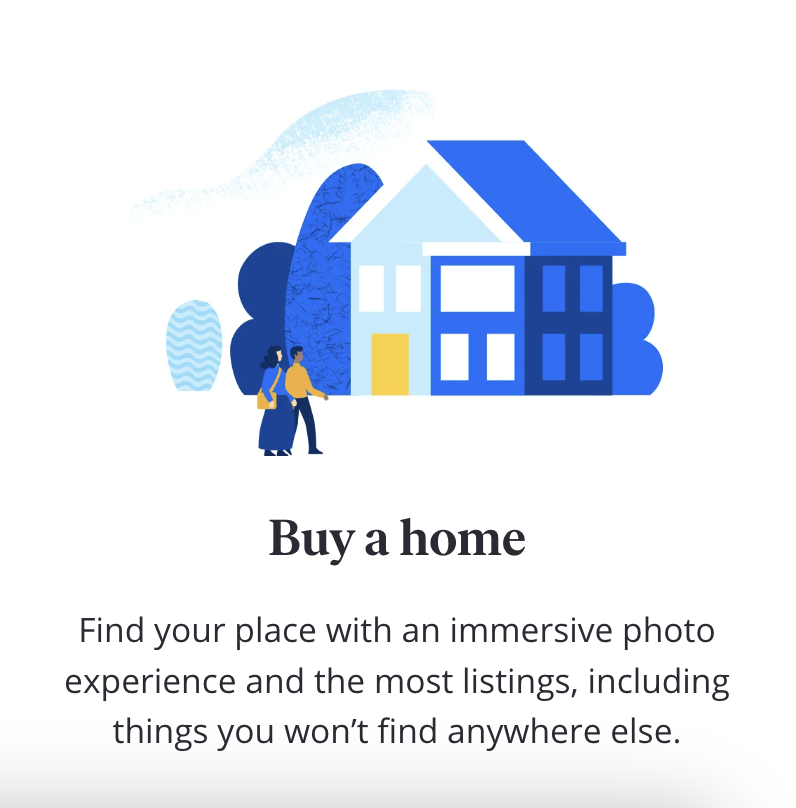 Buy a home
Find your place with an immersive photo
experience and the most listings, including
things you won’t find anywhere else.